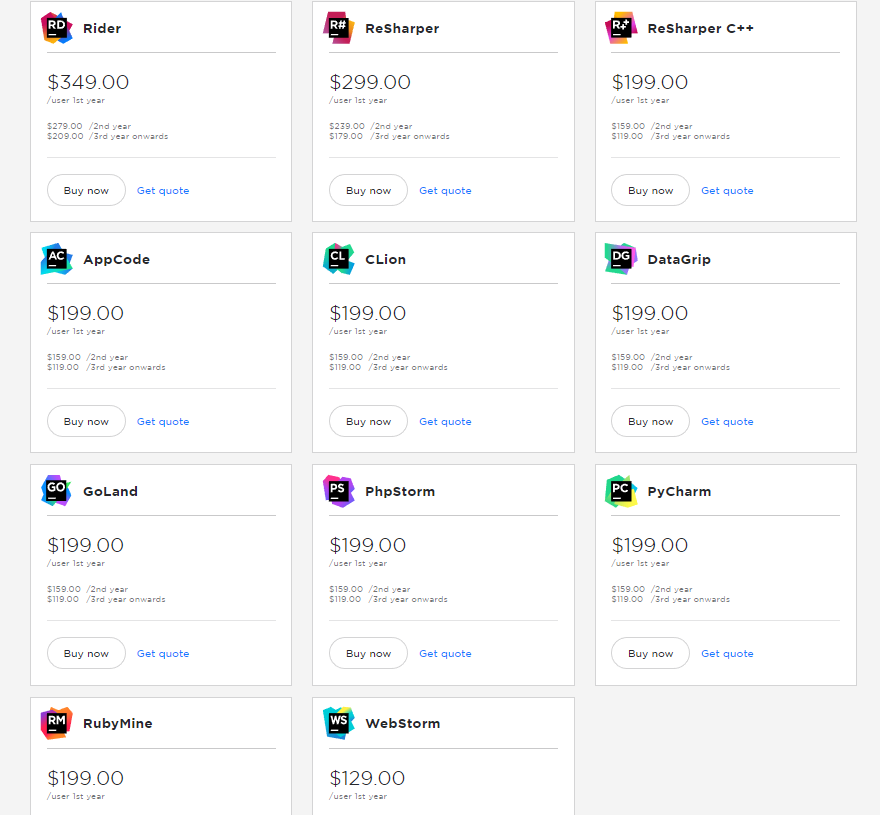 RD Rider
$349.00
/user 1st year
$279.00 /2nd year
$209.00 /3rd year onwards
Buy now Get quote
R# ReSharper
$299.00
/user 1st year
$239.00 /2nd year
$179.00 /3rd year onwards
Buy now Get quote
R++ ReSharper C++
$199.00
/user 1st year
$159.00 /2nd year
$119.00 /3rd year onwards
Buy now Get quote
AC AppCode
$199.00
/user 1st year
$159.00 /2nd year
$119.00 /3rd year onwards
Buy now Get quote
CL CLion
$199.00
/user 1st year
$159.00 /2nd year
$119.00 /3rd year onwards
Buy now Get quote
DG DataGrip
$199.00
/user 1st year
$159.00 /2nd year
$119.00 /3rd year onwards
Buy now Get quote
GO GoLand
$199.00
/user 1st year
$159.00 /2nd year
$119.00 /3rd year onwards
Buy now Get quote
PS PhpStorm
$199.00
/user 1st year
$159.00 /2nd year
$119.00 /3rd year onwards
Buy now Get quote
PC PyCharm
$199.00
/user 1st year
$159.00 /2nd year
$119.00 /3rd year onwards
Buy now Get quote
RM RubyMine
$199.00
/user 1st year
WS WebStorm
$129.00
/user 1st year